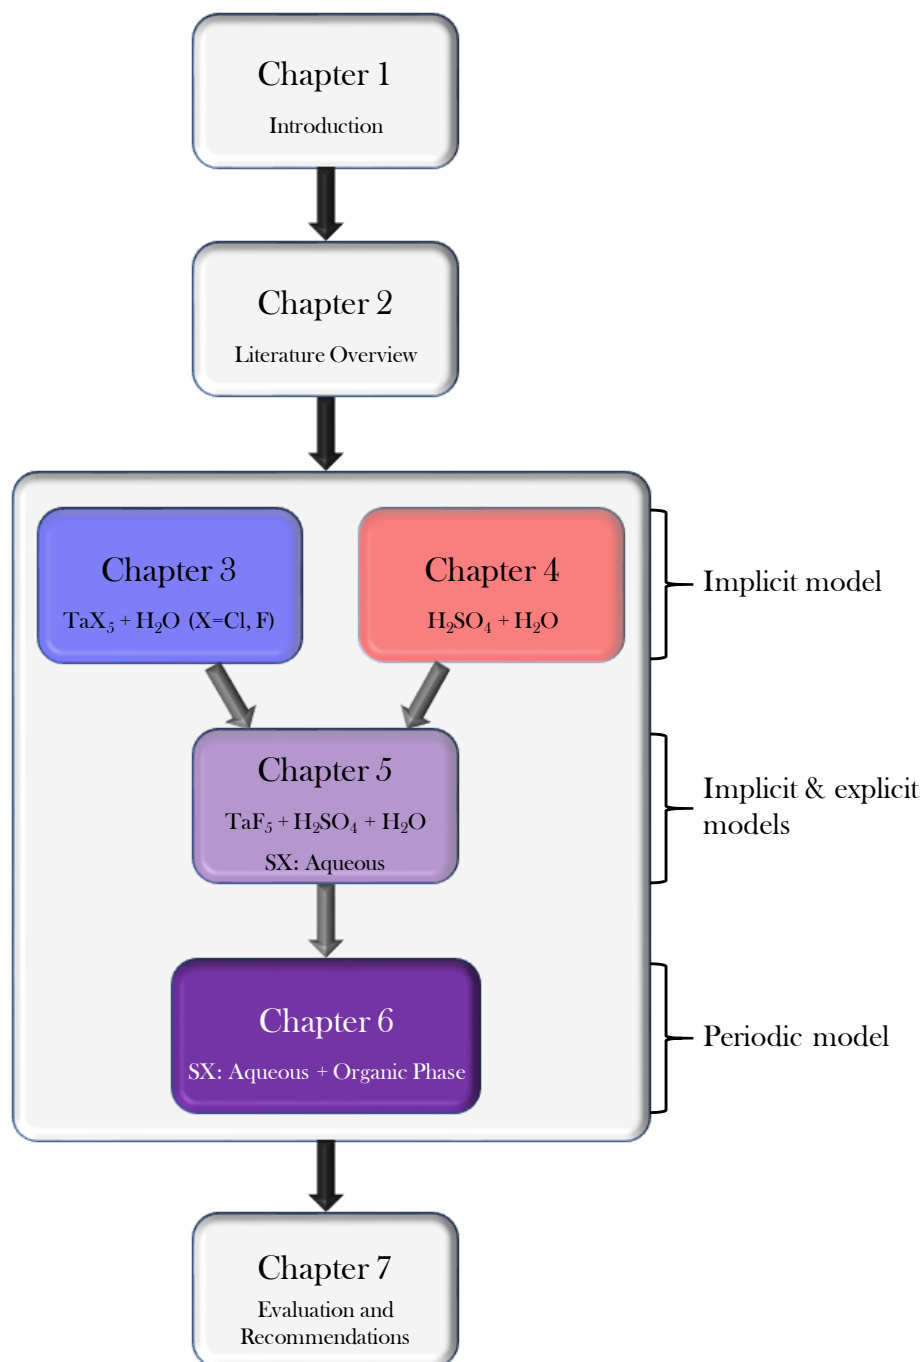 Chapter 1
Introduction
Chapter 2
Literature Overview
Chapter 3
TaX₅ + H₂O (X=Cl, F)
Chapter 4
H₂SO₄ + H₂O
Implicit model
Chapter 5
TaF₅ + H₂SO₄ + H₂O
SX: Aqueous
Implicit & explicit
models
Chapter 6
SX: Aqueous + Organic Phase
Periodic model
Chapter 7
Evaluation and
Recommendations